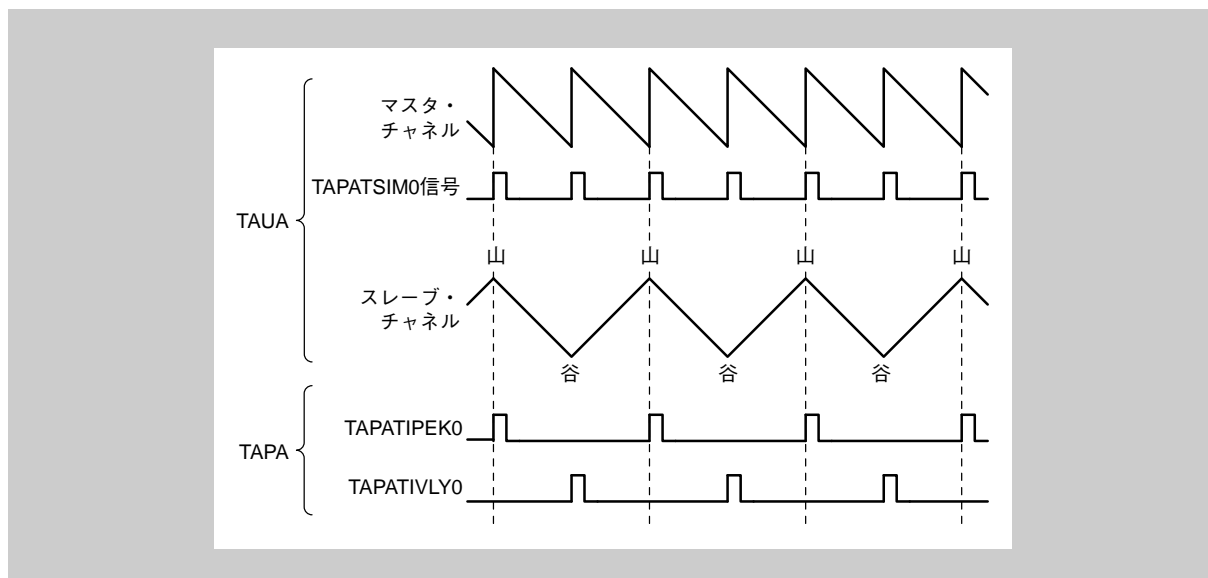 マスタ・
チャネル
TAPATSIM0信号
TAUA
山 山 山 山
スレーブ・
チャネル
谷 谷 谷
TAPATIPEK0
TAPA
TAPATIVLY0